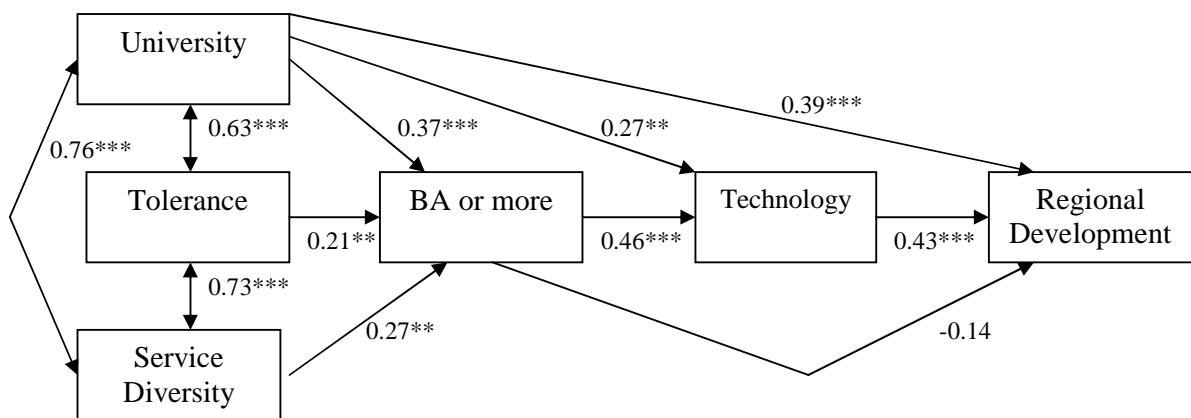 University
0.39***
0.63***
0.37***
0.27**
0.76***
Tolerance
BA or more
Technology
Regional
Development
0.21**
0.46***
0.43***
0.73***
0.27**
-0.14
Service
Diversity